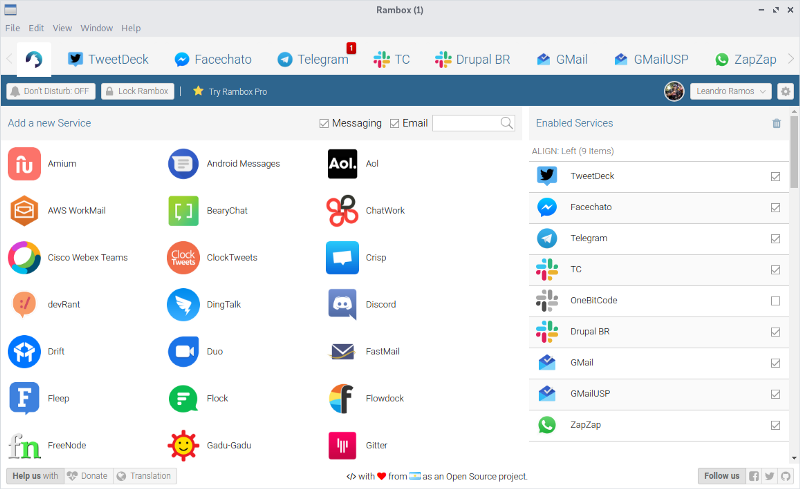 Rambox (1)
File Edit View Window Help
TweetDeck Facechato Telegram 1 TC Drupal BR GMail GMailUSP ZapZap
Don't Disturb: OFF Lock Rambox Try Rambox Pro Leandro Ramos
Add a new Service Messaging Email
Enabled Services
ALIGN: Left (9 Items)
Amium Android Messages Aol. Aol
AWS WorkMail BearyChat ChatWork
Cisco Webex Teams Clock Tweets ClockTweets Crisp
devRant DingTalk Discord
Drift Duo FastMail
Fleep Flock Flowdock
fn FreeNode Gadu-Gadu Gitter
TweetDeck
Facechato
Telegram
TC
OneBitCode
Drupal BR
GMail
GMailUSP
ZapZap
Help us with Donate Translation </> with from as an Open Source project. Follow us